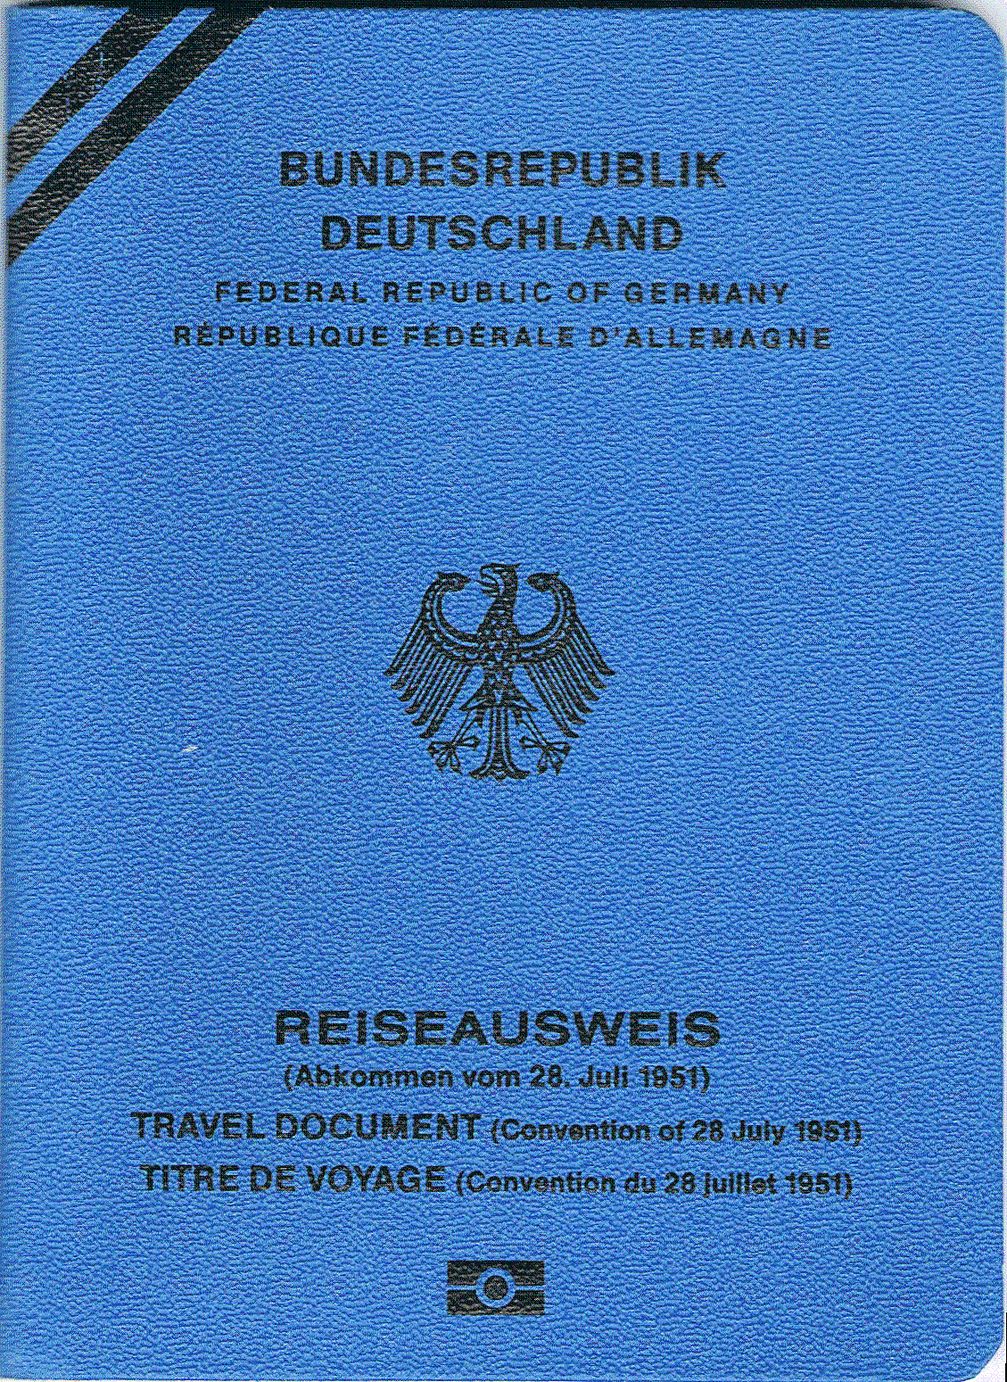 BUNDESREPUBLIK
DEUTSCHLAND
FEDERAL REPUBLIC OF GERMANY
RÉPUBLIQUE FÉDÉRALE D'ALLEMAGNE
REISEAUSWEIS
(Abkommen vom 28. Juli 1951)
TRAVEL DOCUMENT (Convention of 28 July 1951)
TITRE DE VOYAGE (Convention du 28 juillet 1951)